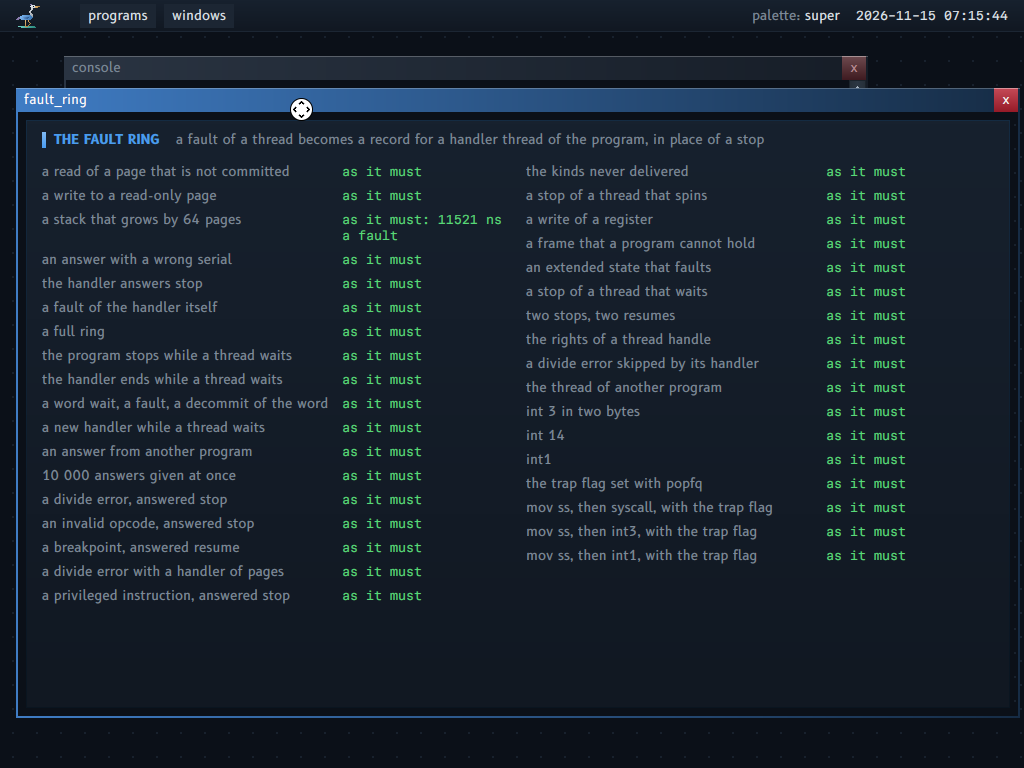 programs windows palette: super 2026-11-15 07:15:44
console x
fault_ring x
THE FAULT RING a fault of a thread becomes a record for a handler thread of the program, in place of a stop
a read of a page that is not committed as it must
a write to a read-only page as it must
a stack that grows by 64 pages as it must: 11521 ns
a fault
an answer with a wrong serial as it must
the handler answers stop as it must
a fault of the handler itself as it must
a full ring as it must
the program stops while a thread waits as it must
the handler ends while a thread waits as it must
a word wait, a fault, a decommit of the word as it must
a new handler while a thread waits as it must
an answer from another program as it must
10 000 answers given at once as it must
a divide error, answered stop as it must
an invalid opcode, answered stop as it must
a breakpoint, answered resume as it must
a divide error with a handler of pages as it must
a privileged instruction, answered stop as it must
the kinds never delivered as it must
a stop of a thread that spins as it must
a write of a register as it must
a frame that a program cannot hold as it must
an extended state that faults as it must
a stop of a thread that waits as it must
two stops, two resumes as it must
the rights of a thread handle as it must
a divide error skipped by its handler as it must
the thread of another program as it must
int 3 in two bytes as it must
int 14 as it must
int1 as it must
the trap flag set with popfq as it must
mov ss, then syscall, with the trap flag as it must
mov ss, then int3, with the trap flag as it must
mov ss, then int1, with the trap flag as it must